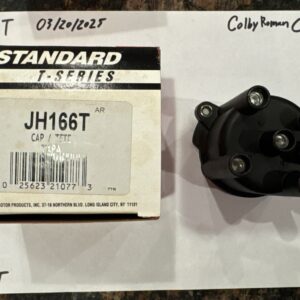 T 03/20/2025 Colby Roman C
STANDARD
T-SERIES
AR
JH166T
CAP / TETE
0 25623 21077 3
MOTOR PRODUCTS, INC. 37-18 NORTHERN BLVD. LONG ISLAND CITY, NY 11101
T